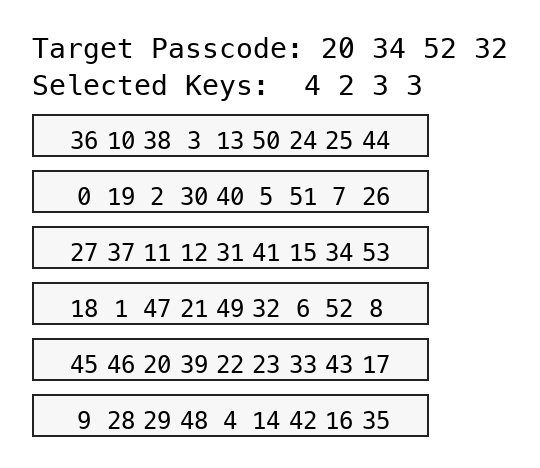 Target Passcode: 20 34 52 32
Selected Keys: 4 2 3 3
36 10 38 3 13 50 24 25 44
0 19 2 30 40 5 51 7 26
27 37 11 12 31 41 15 34 53
18 1 47 21 49 32 6 52 8
45 46 20 39 22 23 33 43 17
9 28 29 48 4 14 42 16 35